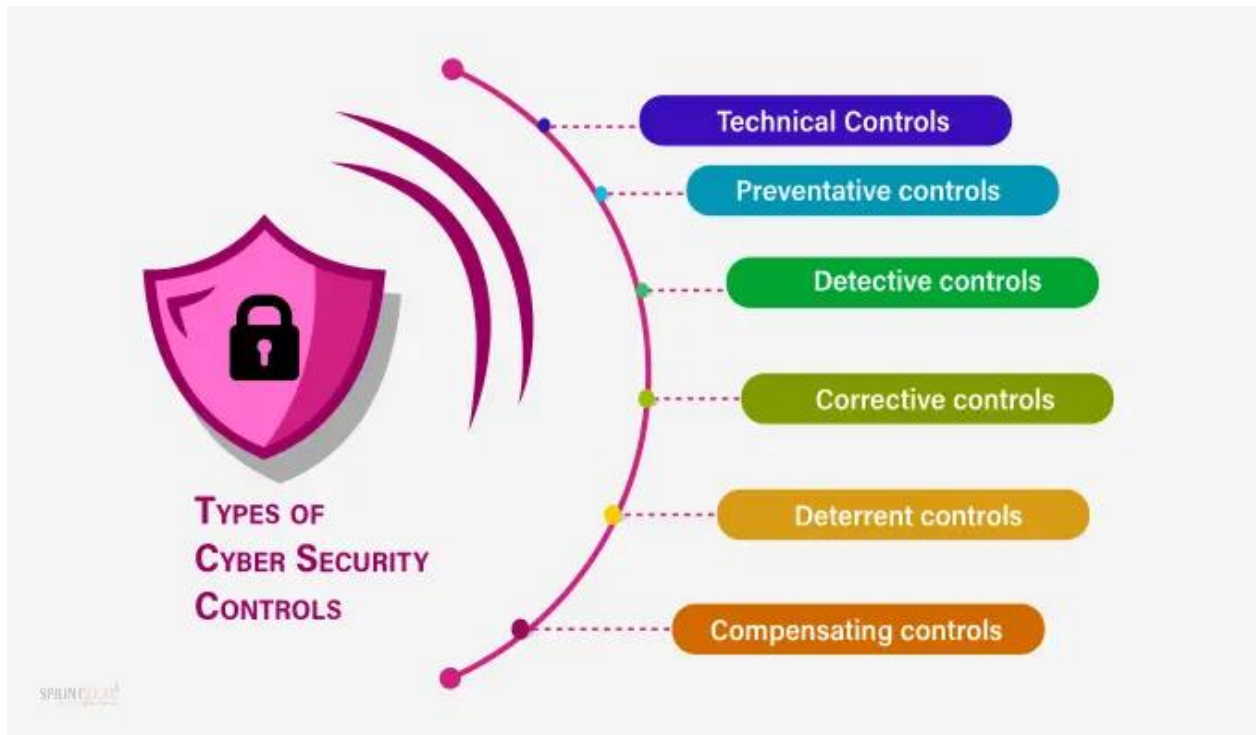 Technical Controls
Preventative controls
Detective controls
Corrective controls
Deterrent controls
Compensating controls
Types of
Cyber Security
Controls